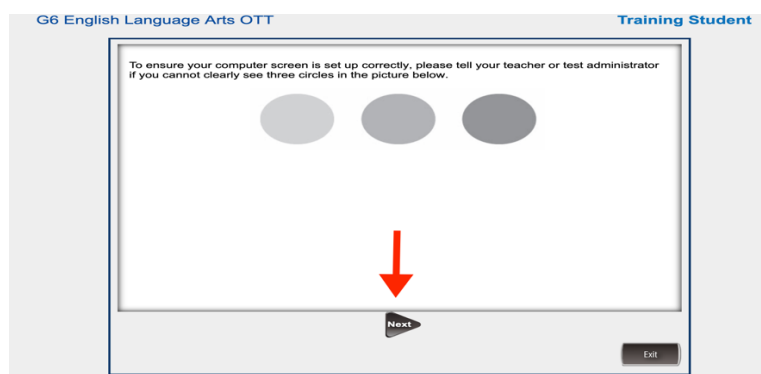 G6 English Language Arts OTT
Training Student
To ensure your computer screen is set up correctly, please tell your teacher or test administrator
if you cannot clearly see three circles in the picture below.
Next
Exit